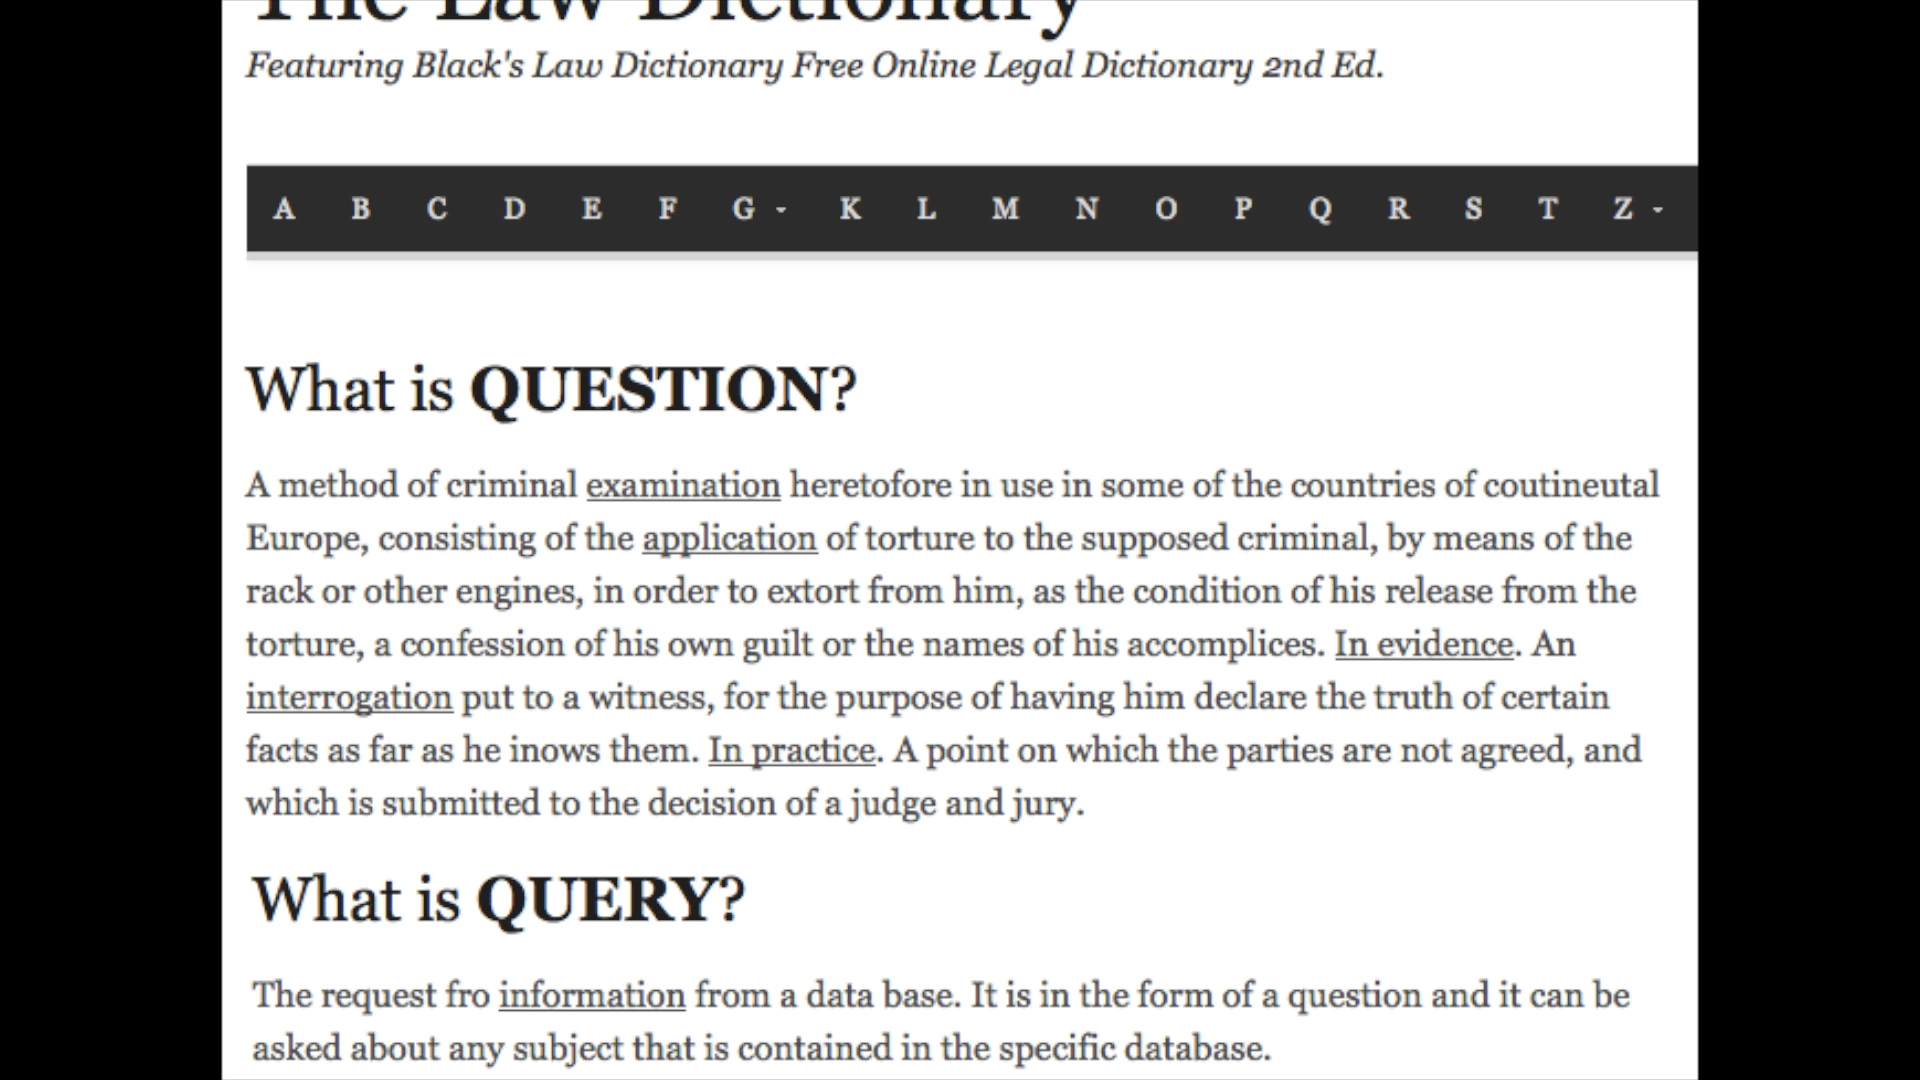 The Law Dictionary
Featuring Black's Law Dictionary Free Online Legal Dictionary 2nd Ed.
A B C D E F G K L M N O P Q R S T Z
What is QUESTION?
A method of criminal examination heretofore in use in some of the countries of coutineutal
Europe, consisting of the application of torture to the supposed criminal, by means of the
rack or other engines, in order to extort from him, as the condition of his release from the
torture, a confession of his own guilt or the names of his accomplices. In evidence. An
interrogation put to a witness, for the purpose of having him declare the truth of certain
facts as far as he inows them. In practice. A point on which the parties are not agreed, and
which is submitted to the decision of a judge and jury.
What is QUERY?
The request fro information from a data base. It is in the form of a question and it can be
asked about any subject that is contained in the specific database.